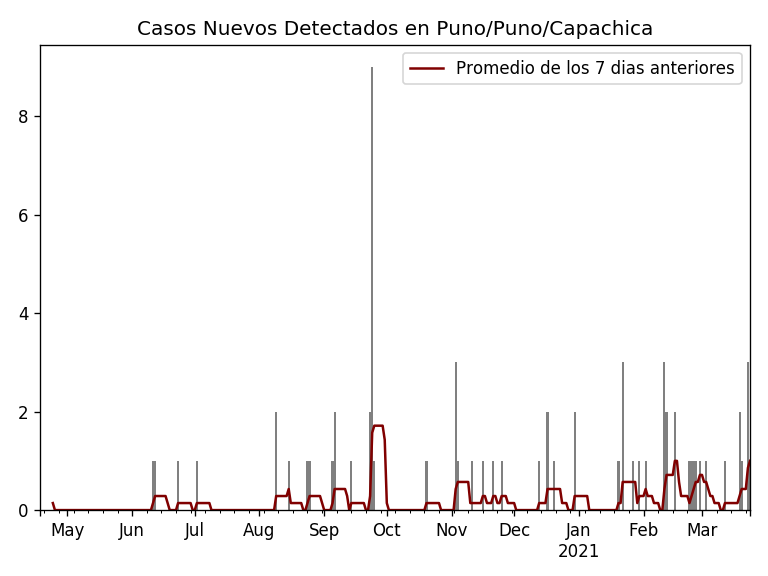 Casos Nuevos Detectados en Puno/Puno/Capachica
Promedio de los 7 dias anteriores
8
6
4
2
0
May Jun Jul Aug Sep Oct Nov Dec Jan Feb Mar
2021